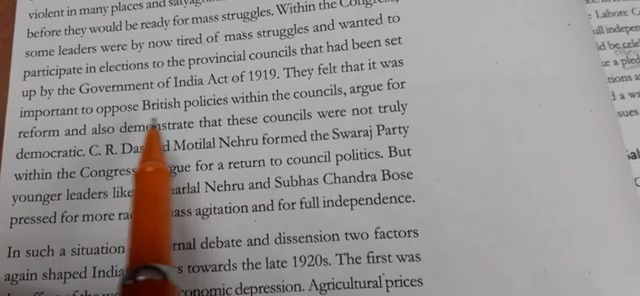 violent in many places and
before they would be ready for mass struggles. Within the
some leaders were by now tired of mass struggles and wanted to
participate in elections to the provincial councils that had been set
up by the Government of India Act of 1919. They felt that it was
important to oppose British policies within the councils, argue for
reform and also demonstrate that these councils were not truly
democratic. C. R. Das d Motilal Nehru formed the Swaraj Party
within the Congress gue for a return to council politics. But
younger leaders like arlal Nehru and Subhas Chandra Bose
pressed for more ra ass agitation and for full independence.
In such a situation rnal debate and dissension two factors
again shaped India s towards the late 1920s. The first was
onomic depression. Agricultural prices
Lahore C